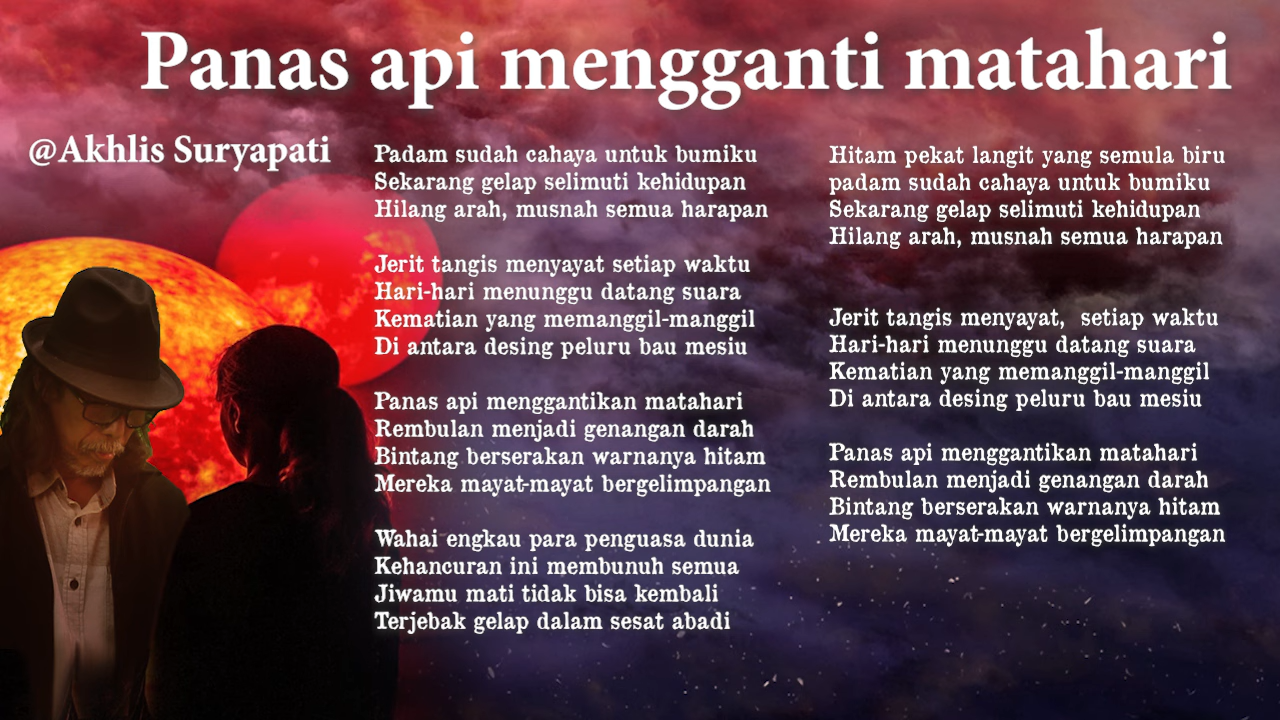 Panas api mengganti matahari
@Akhlis Suryapati
Padam sudah cahaya untuk bumiku
Sekarang gelap selimuti kehidupan
Hilang arah, musnah semua harapan
Jerit tangis menyayat setiap waktu
Hari-hari menunggu datang suara
Kematian yang memanggil-manggil
Di antara desing peluru bau mesiu
Panas api menggantikan matahari
Rembulan menjadi genangan darah
Bintang berserakan warnanya hitam
Mereka mayat-mayat bergelimpangan
Wahai engkau para penguasa dunia
Kehancuran ini membunuh semua
Jiwamu mati tidak bisa kembali
Terjebak gelap dalam sesat abadi
Hitam pekat langit yang semula biru
padam sudah cahaya untuk bumiku
Sekarang gelap selimuti kehidupan
Hilang arah, musnah semua harapan
Jerit tangis menyayat,  setiap waktu
Hari-hari menunggu datang suara
Kematian yang memanggil-manggil
Di antara desing peluru bau mesiu
Panas api menggantikan matahari
Rembulan menjadi genangan darah
Bintang berserakan warnanya hitam
Mereka mayat-mayat bergelimpangan